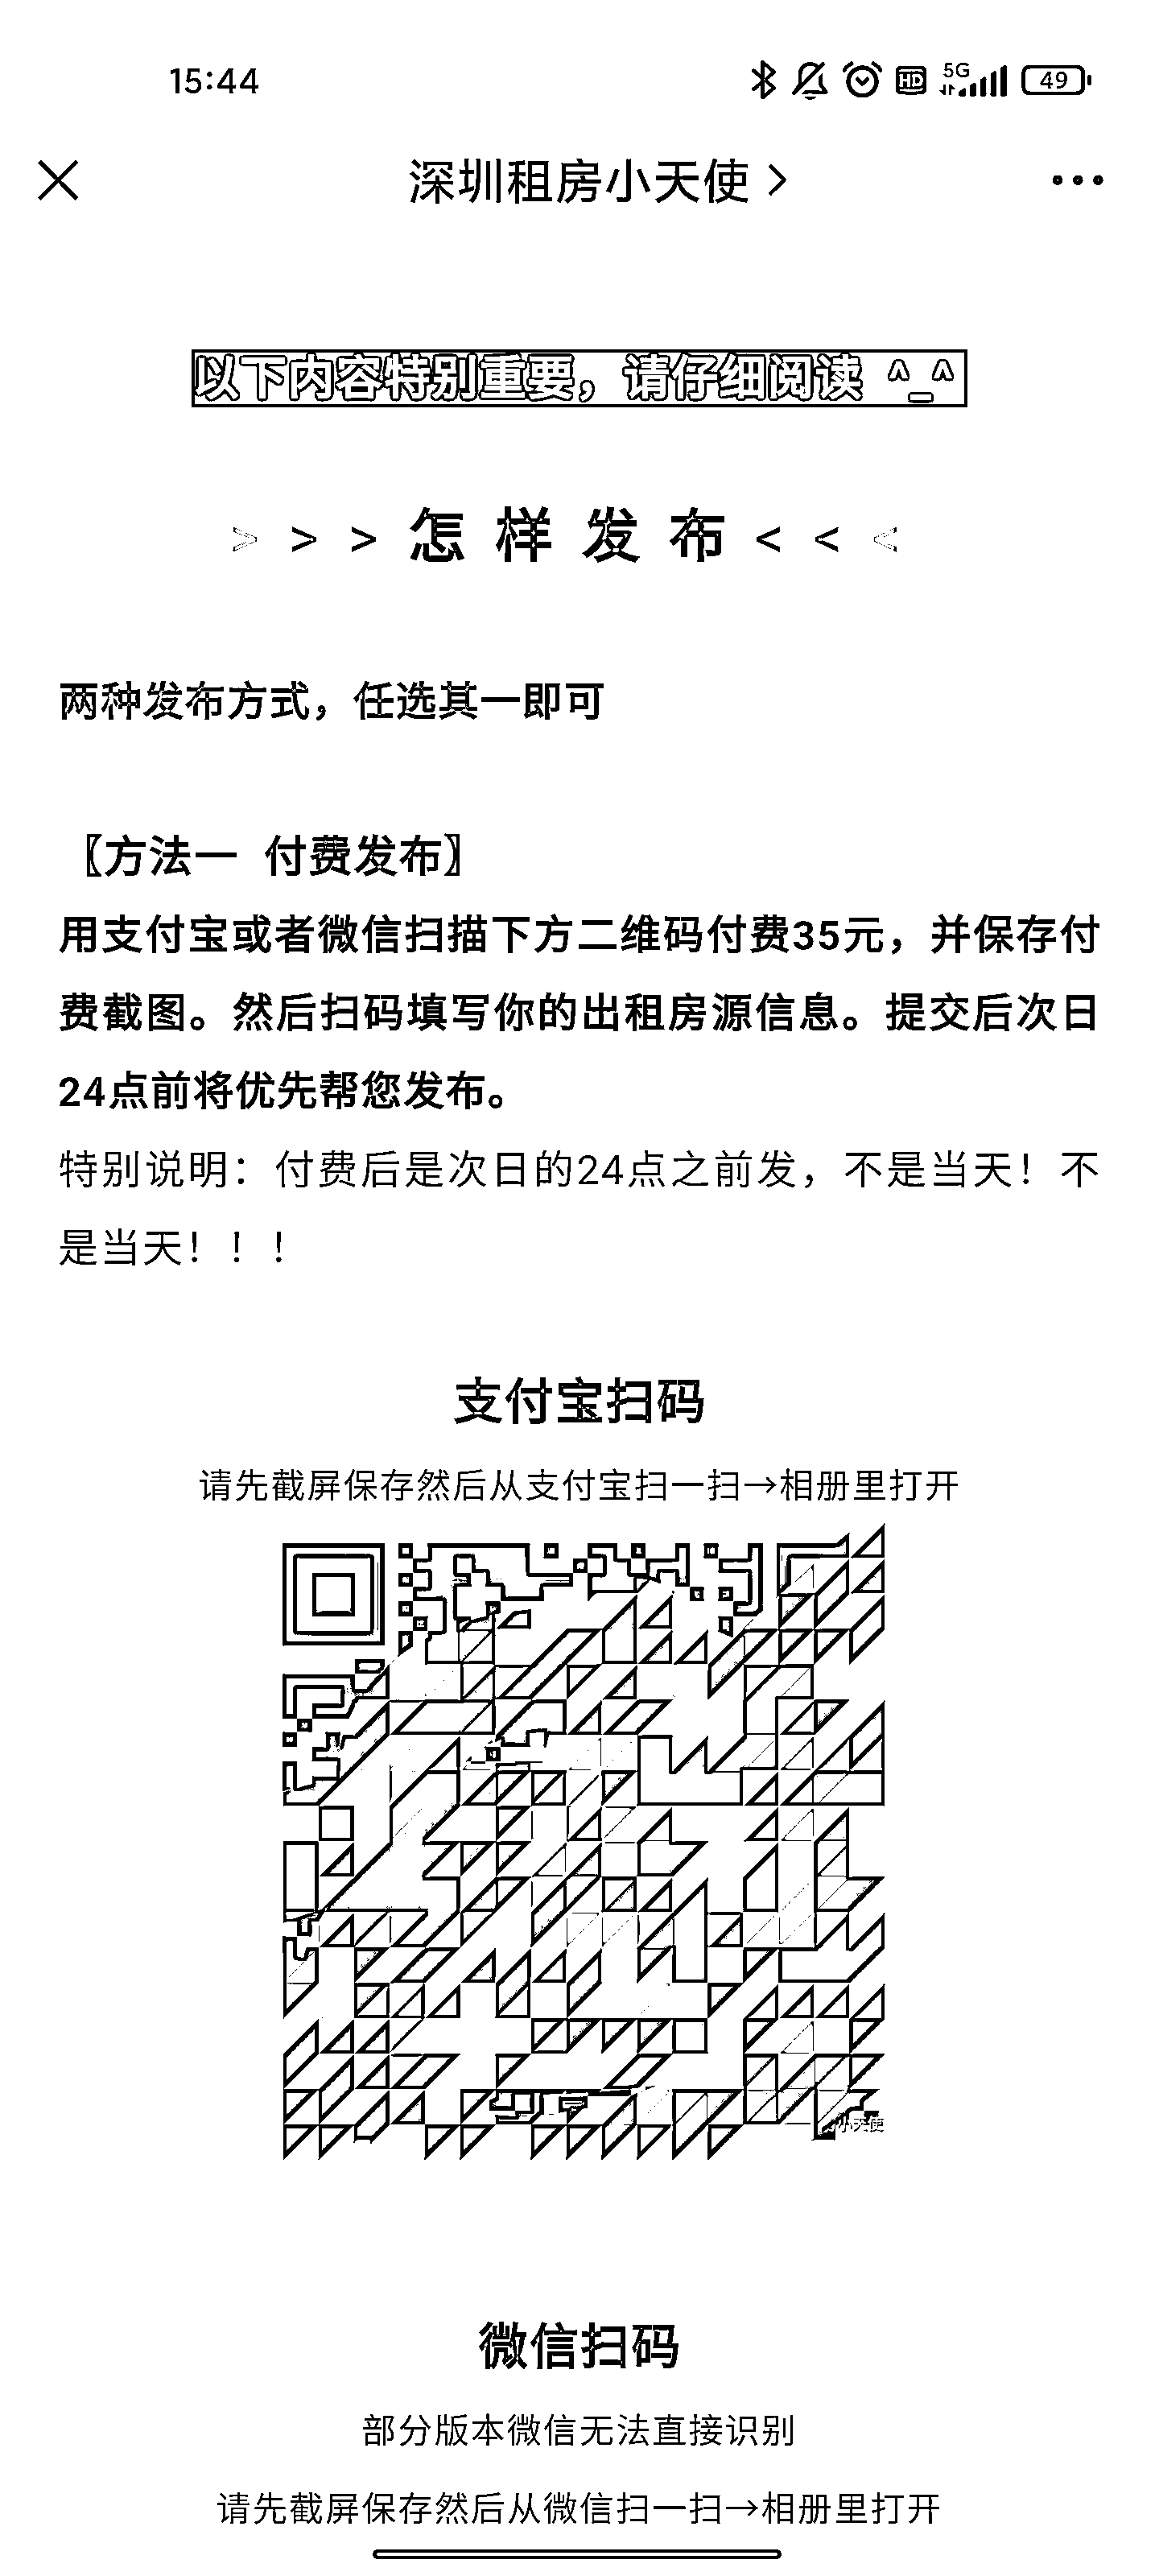 15:44
HD 5G 49
深圳租房小天使 >
以下内容特别重要，请仔细阅读 ^_^
> > > 怎 样 发 布 < < <
两种发布方式，任选其一即可
〖方法一 付费发布〗
用支付宝或者微信扫描下方二维码付费35元，并保存付
费截图。然后扫码填写你的出租房源信息。提交后次日
24点前将优先帮您发布。
特别说明：付费后是次日的24点之前发，不是当天！不
是当天！！！
支付宝扫码
请先截屏保存然后从支付宝扫一扫→相册里打开
小天使
微信扫码
部分版本微信无法直接识别
请先截屏保存然后从微信扫一扫→相册里打开